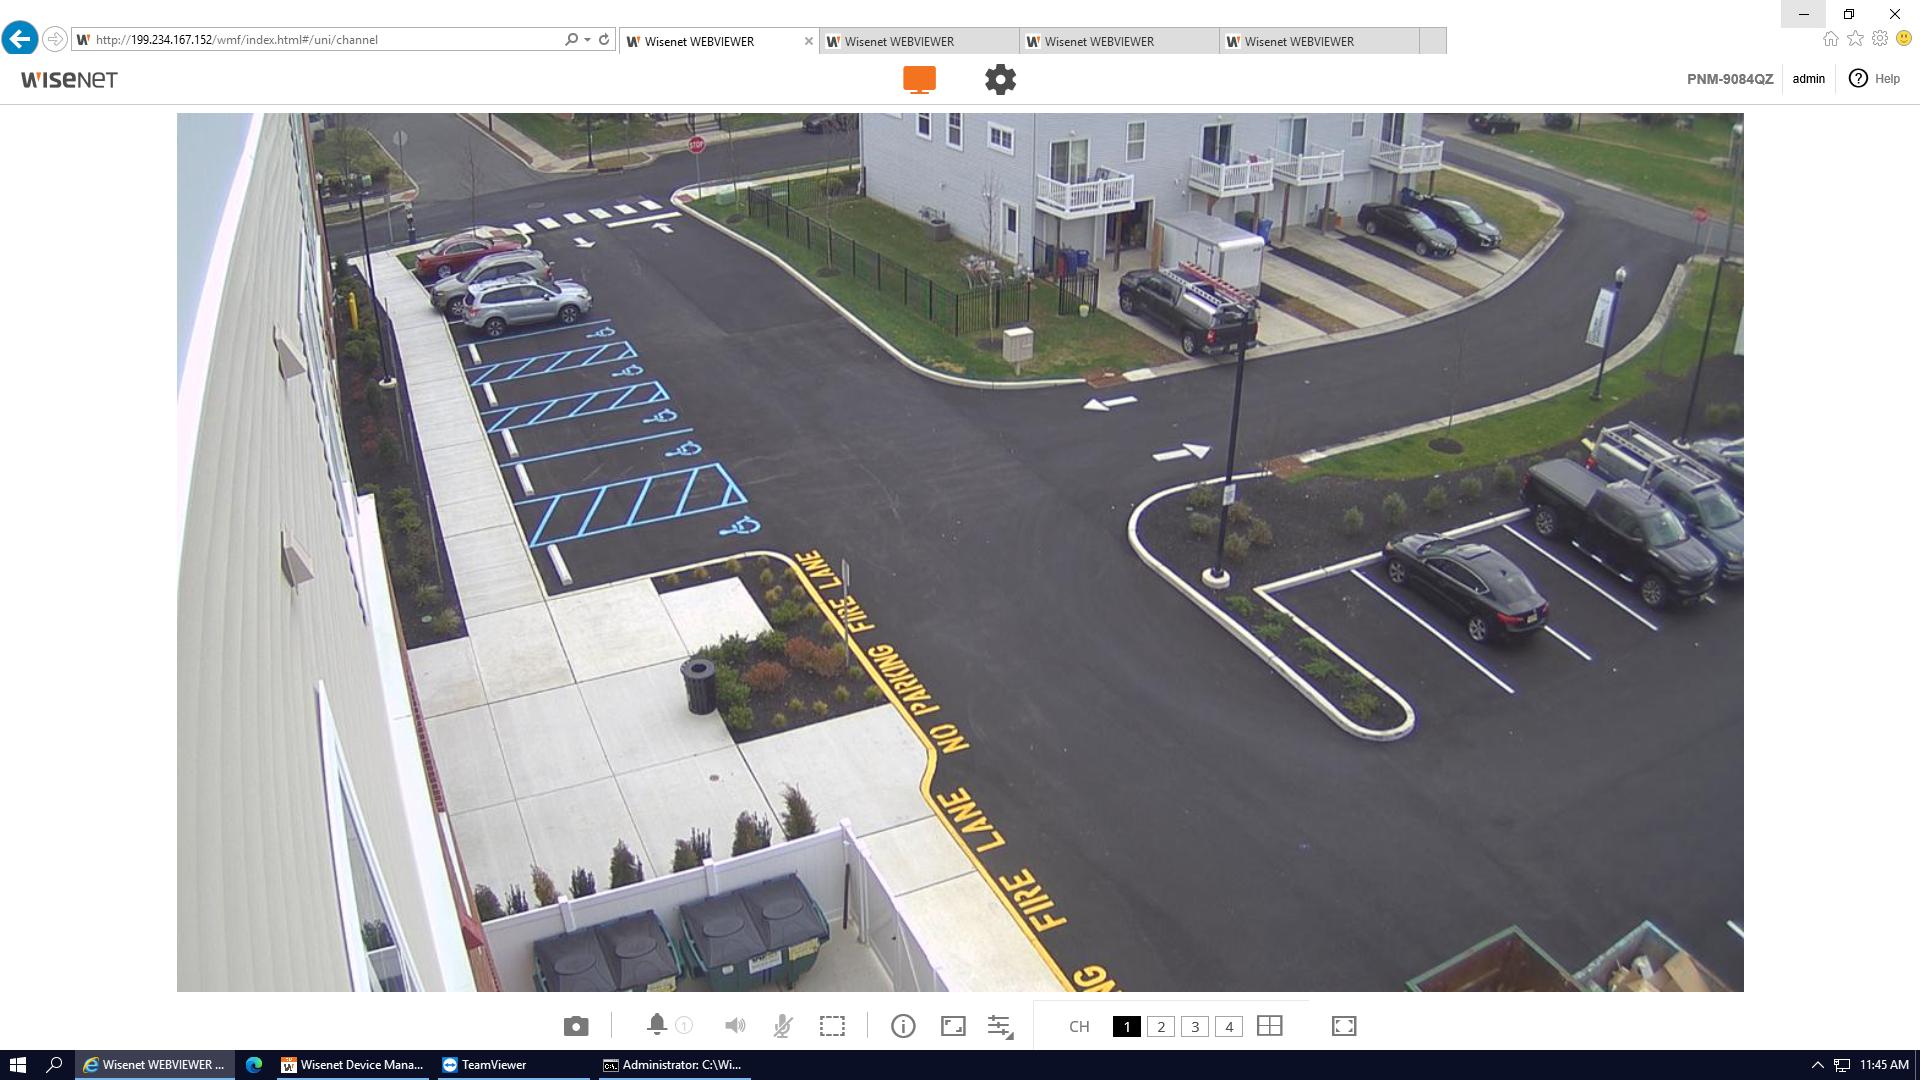 http://199.234.167.152/wmf/index.html#/uni/channel
Wisenet WEBVIEWER
Wisenet WEBVIEWER
Wisenet WEBVIEWER
Wisenet WEBVIEWER
WISENET
PNM-9084QZ
admin
? Help
STOP
FIRE LANE
NO PARKING
FIRE LANE
NG
1
CH
1
2
3
4
Wisenet WEBVIEWER ...
Wisenet Device Mana...
TeamViewer
Administrator: C:\Wi...
11:45 AM